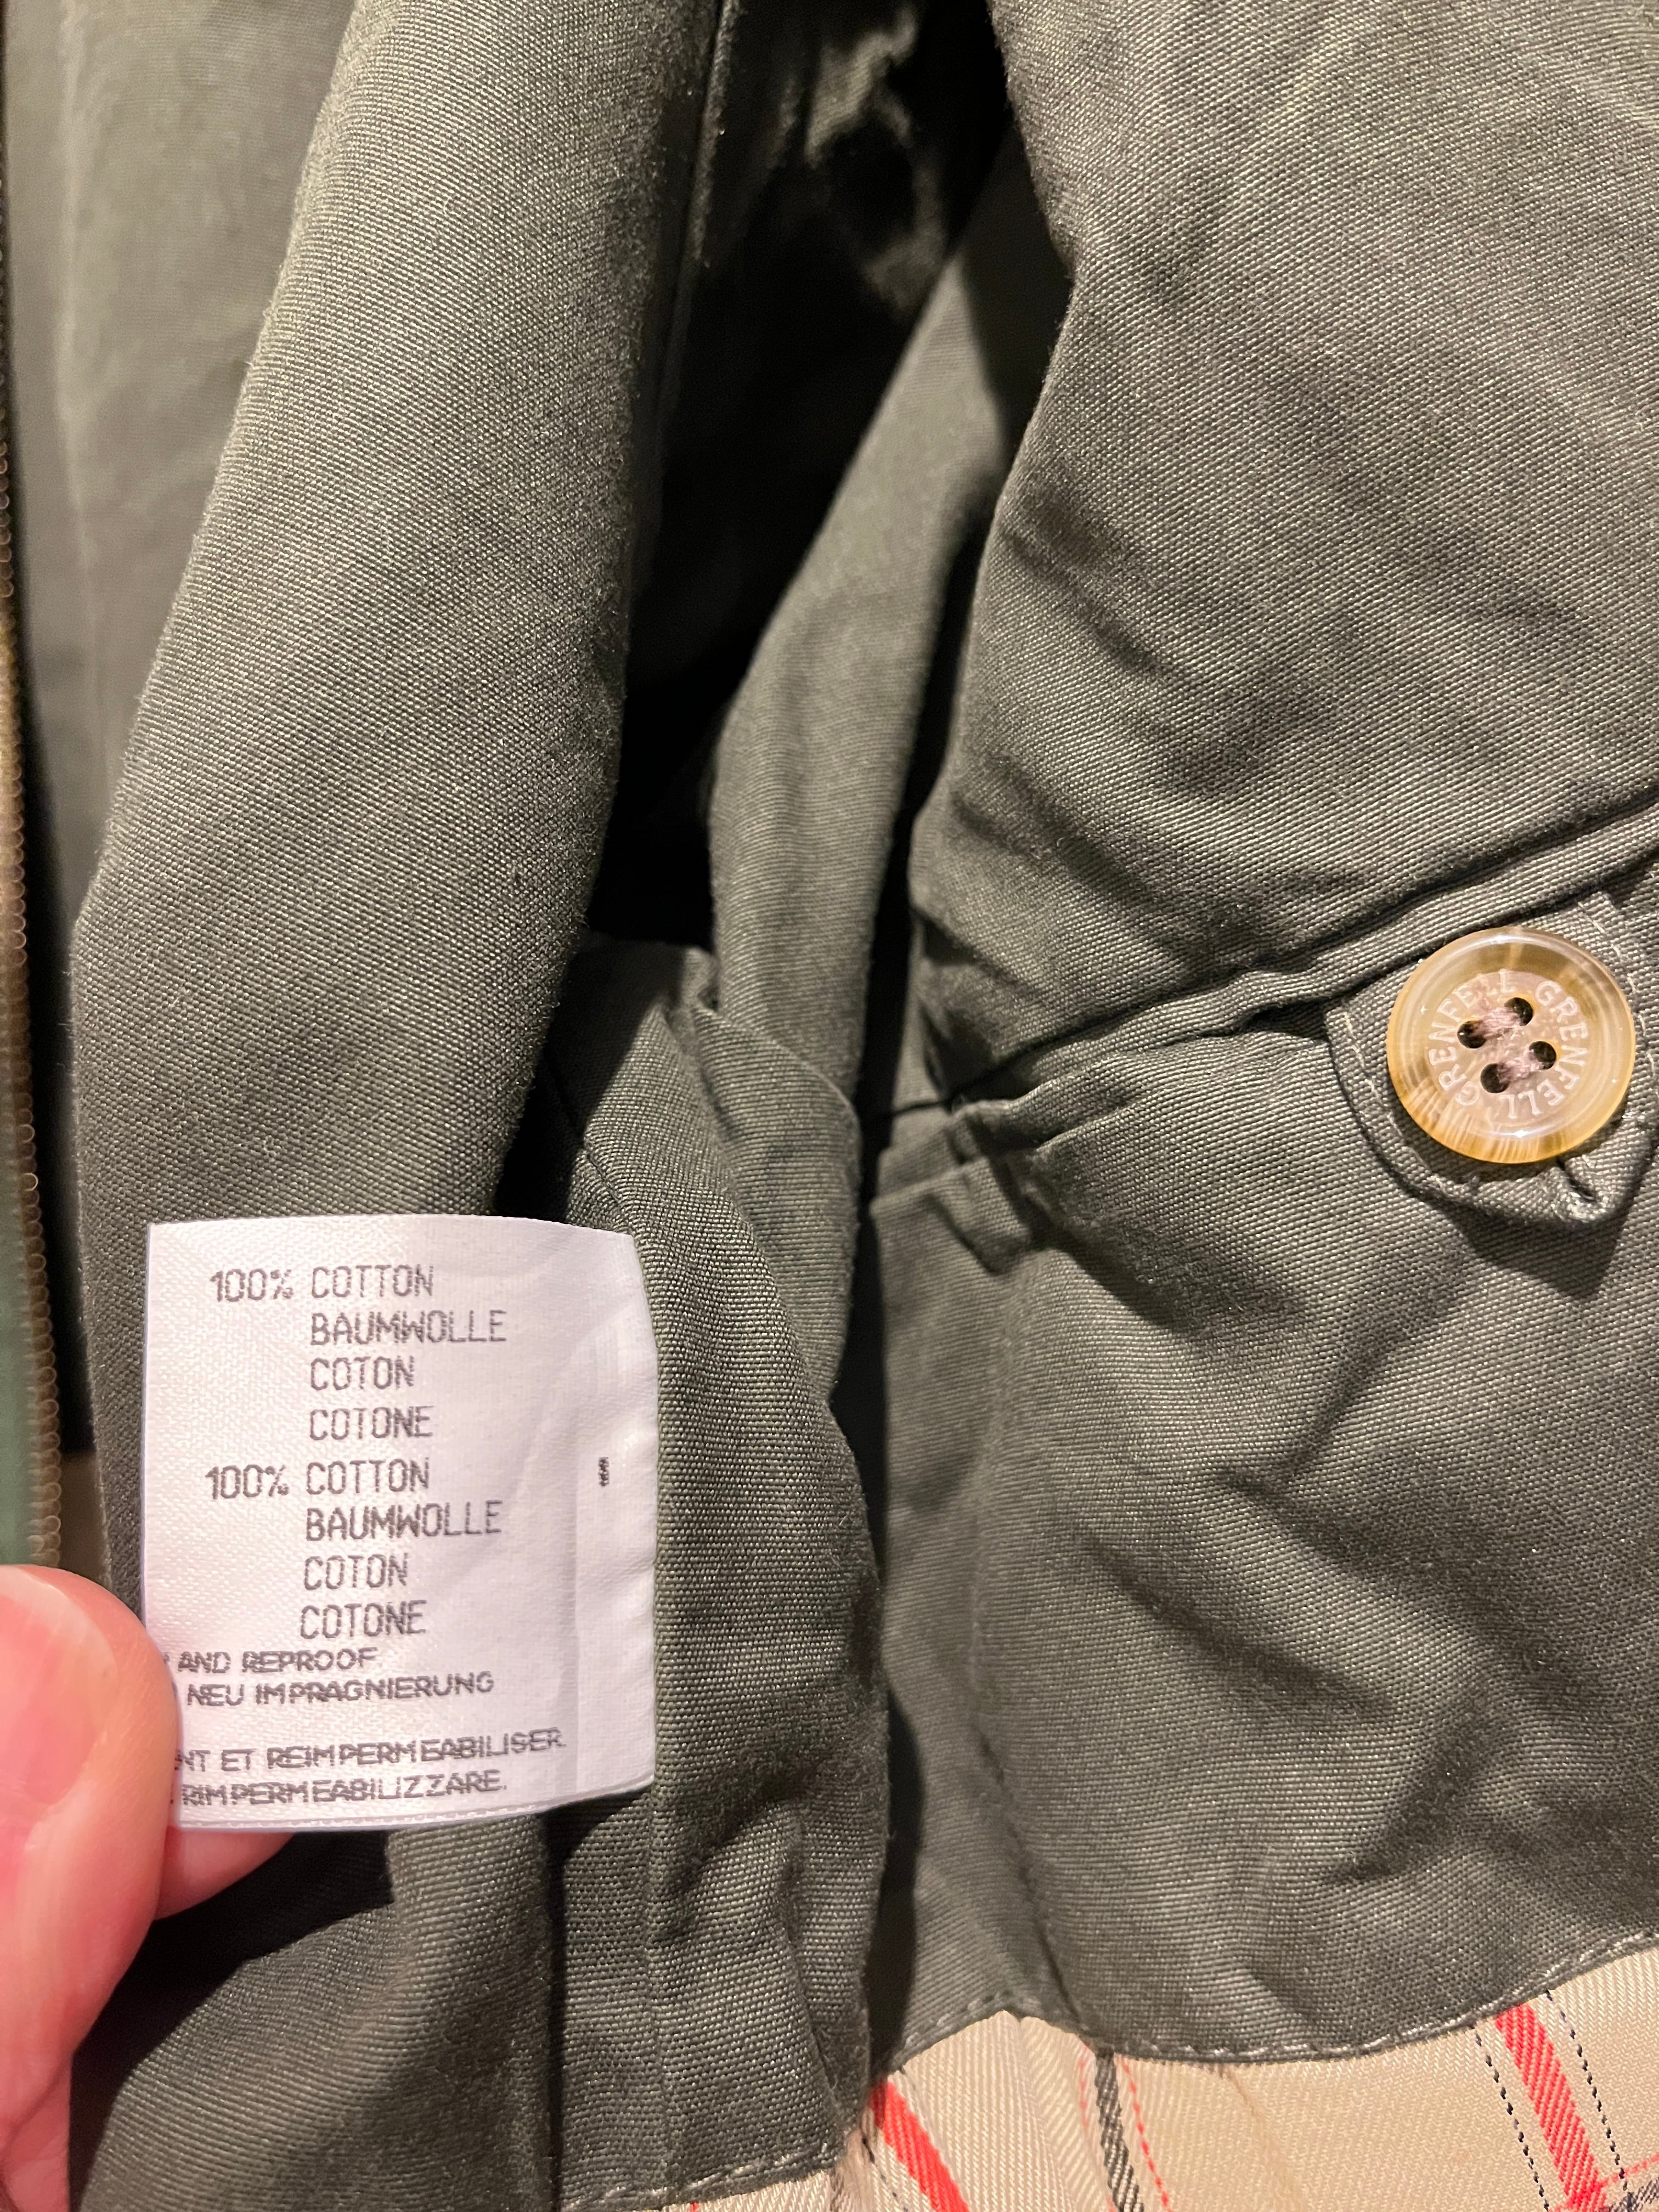 100% COTTON
BAUMWOLLE
COTON
COTONE
100% COTTON
BAUMWOLLE
COTON
COTONE
AND REPROOF
NEU IMPRAGNIERUNG
ET REIMPERMEABILISER.
RIMPERMEABILIZZARE.
GRENFELL GRENFELL